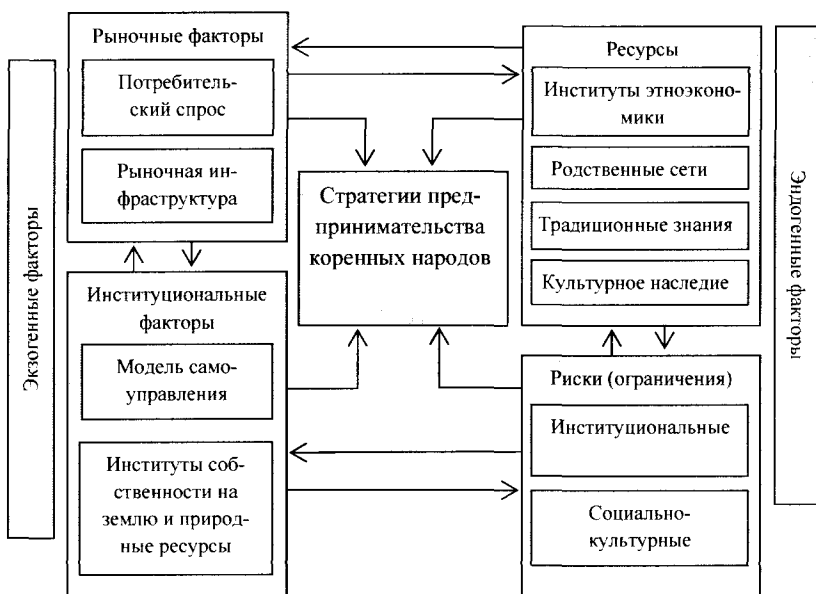 Экзогенные факторы
Рыночные факторы
Потребитель-
ский спрос
Рыночная ин-
фраструктура
Институциональные
факторы
Модель само-
управления
Институты соб-
ственности на
землю и природ-
ные ресурсы
Стратегии пред-
принимательства
коренных народов
Ресурсы
Институты этноэконо-
мики
Родственные сети
Традиционные знания
Культурное наследие
Риски (ограничения)
Институциональные
Социально-
культурные
Эндогенные факторы